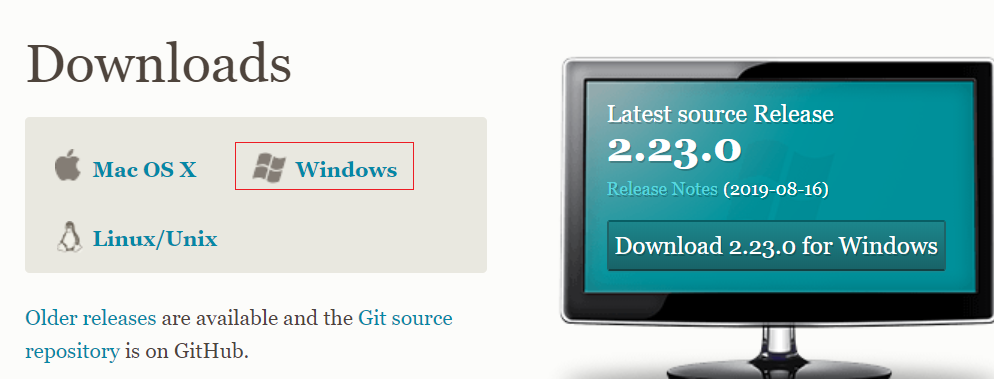 Downloads
Mac OS X
Windows
Linux/Unix
Older releases are available and the Git source
repository is on GitHub.
Latest source Release
2.23.0
Release Notes (2019-08-16)
Download 2.23.0 for Windows